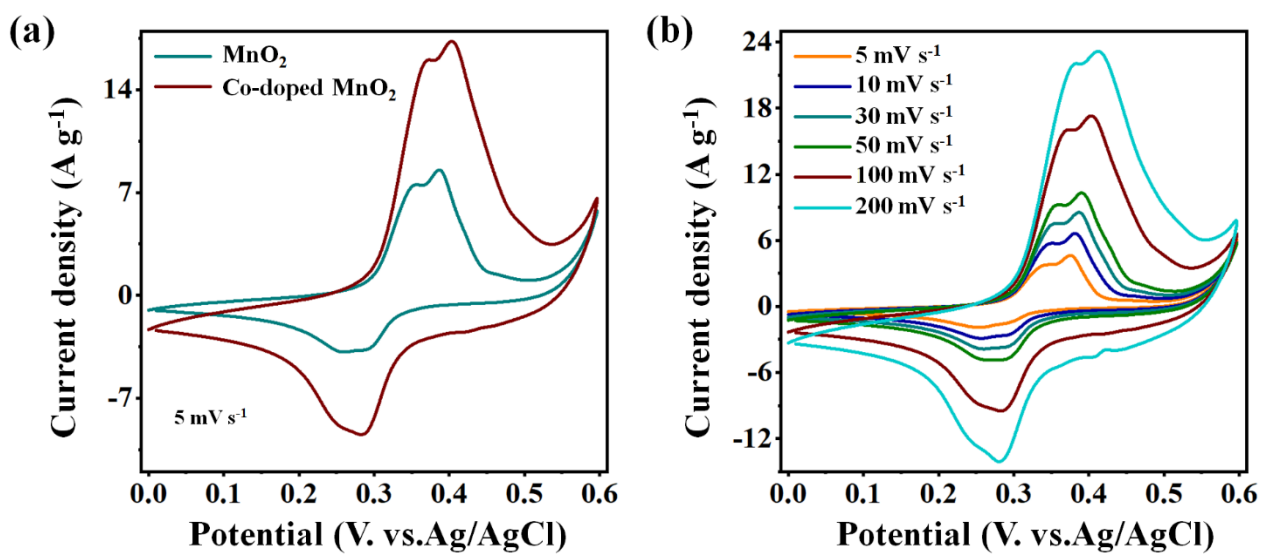 (a)
MnO₂
Co-doped MnO₂
14
7
0
-7
Current density (A g⁻¹)
5 mV s⁻¹
0.0 0.1 0.2 0.3 0.4 0.5 0.6
Potential (V. vs.Ag/AgCl)
(b)
5 mV s⁻¹
10 mV s⁻¹
30 mV s⁻¹
50 mV s⁻¹
100 mV s⁻¹
200 mV s⁻¹
24
18
12
6
0
-6
-12
Current density (A g⁻¹)
0.0 0.1 0.2 0.3 0.4 0.5 0.6
Potential (V. vs.Ag/AgCl)